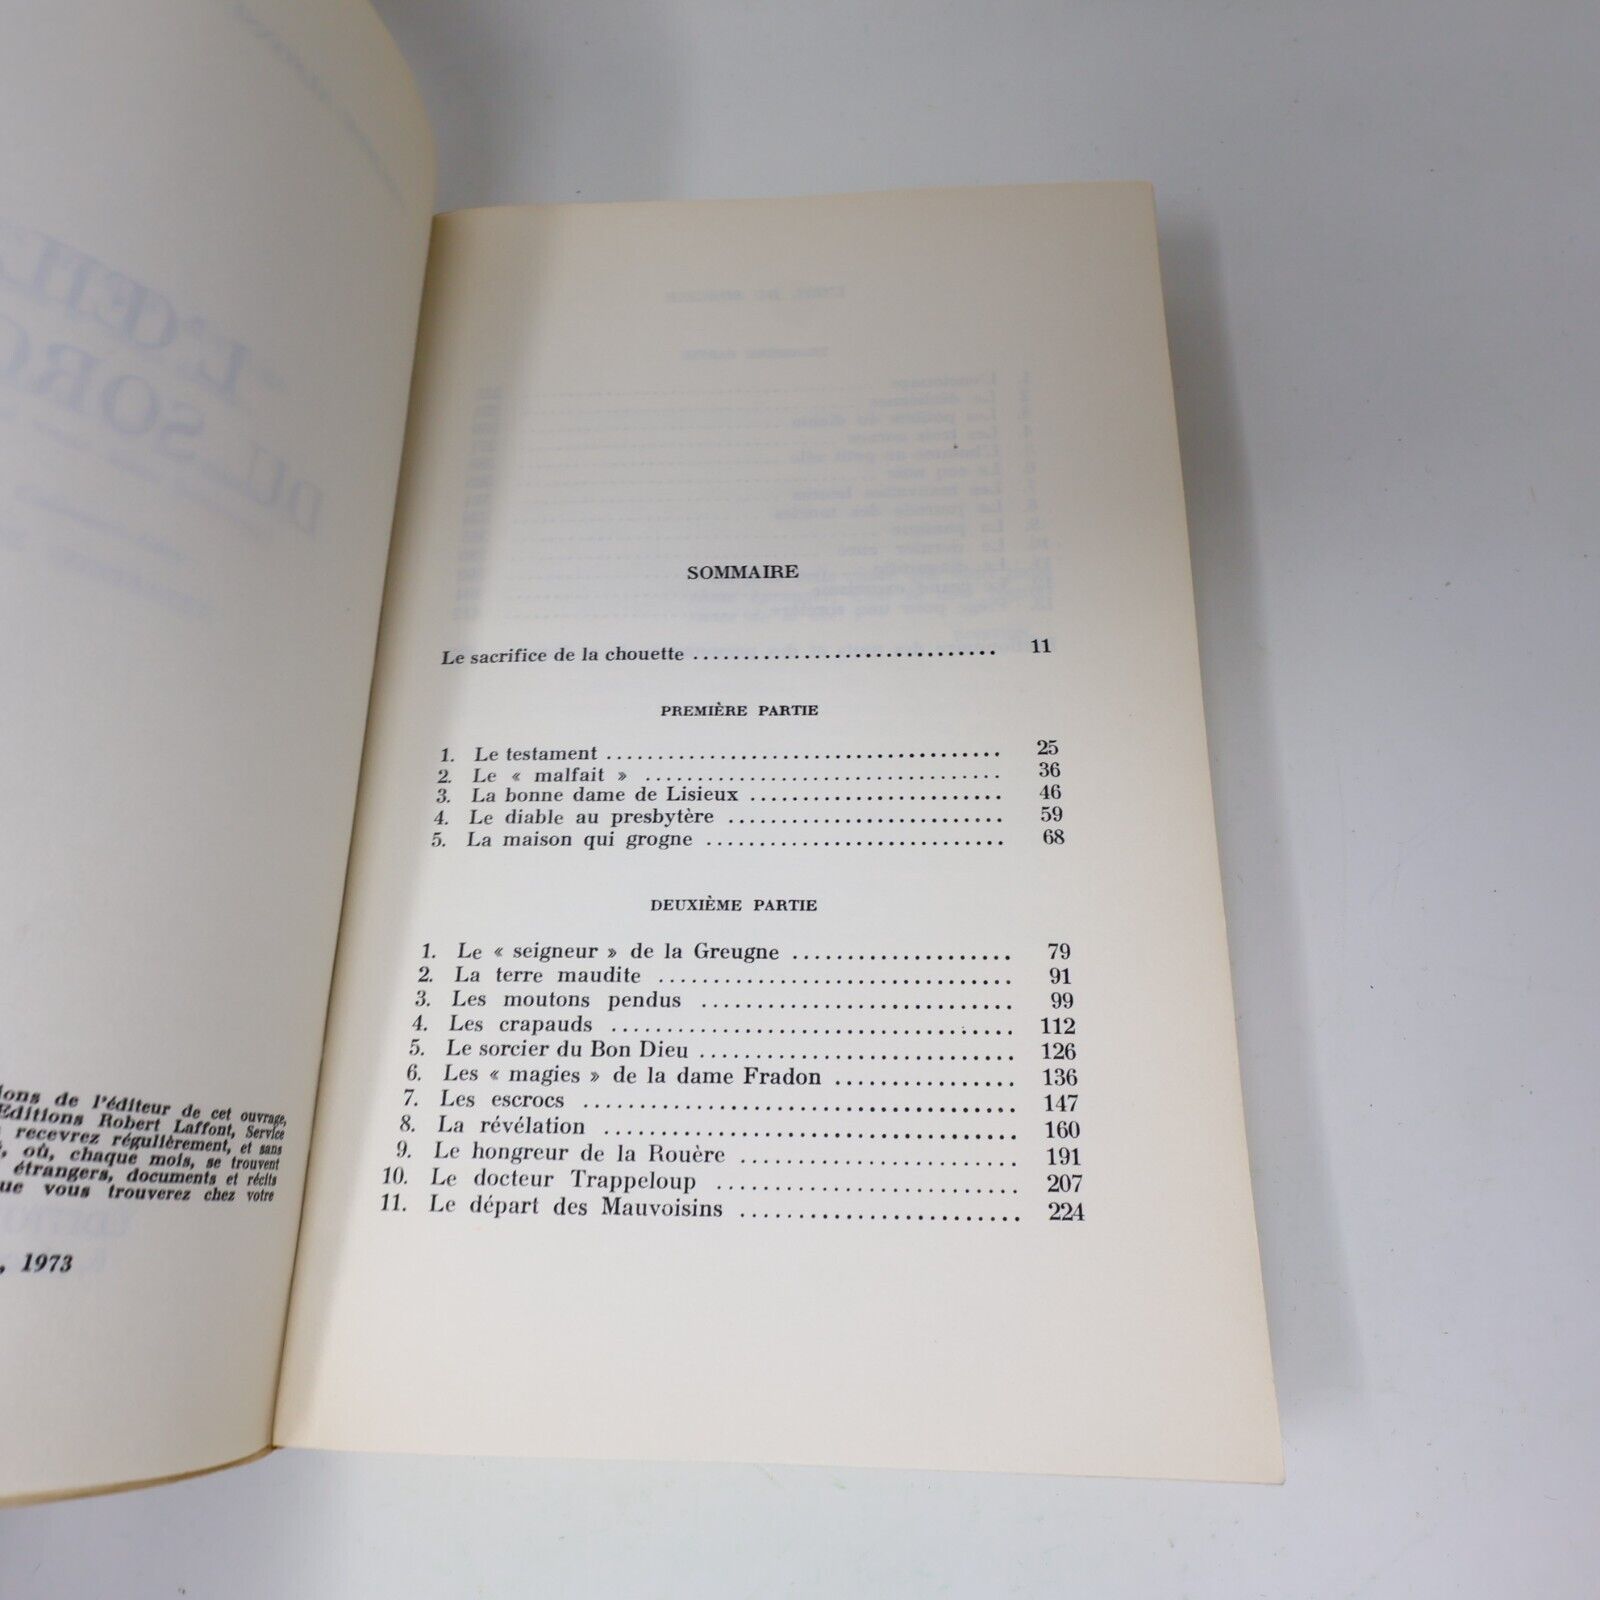 ions de l'éditeur de cet ouvrage,
Editions Robert Laffont, Service
recevrez régulièrement, et sans
, où, chaque mois, se trouvent
étrangers, documents et récits
que vous trouverez chez votre
, 1973
SOMMAIRE
Le sacrifice de la chouette .............................. 11
PREMIÈRE PARTIE
1. Le testament ....................................... 25
2. Le « malfait » ................................... 36
3. La bonne dame de Lisieux ........................ 46
4. Le diable au presbytère .......................... 59
5. La maison qui grogne ............................ 68
DEUXIÈME PARTIE
1. Le « seigneur » de la Greugne .................... 79
2. La terre maudite ................................ 91
3. Les moutons pendus ............................ 99
4. Les crapauds .................................... 112
5. Le sorcier du Bon Dieu ............................ 126
6. Les « magies » de la dame Fradon ................ 136
7. Les escrocs ...................................... 147
8. La révélation .................................... 160
9. Le hongreur de la Rouère ........................ 191
10. Le docteur Trappeloup .......................... 207
11. Le départ des Mauvoisins ........................ 224